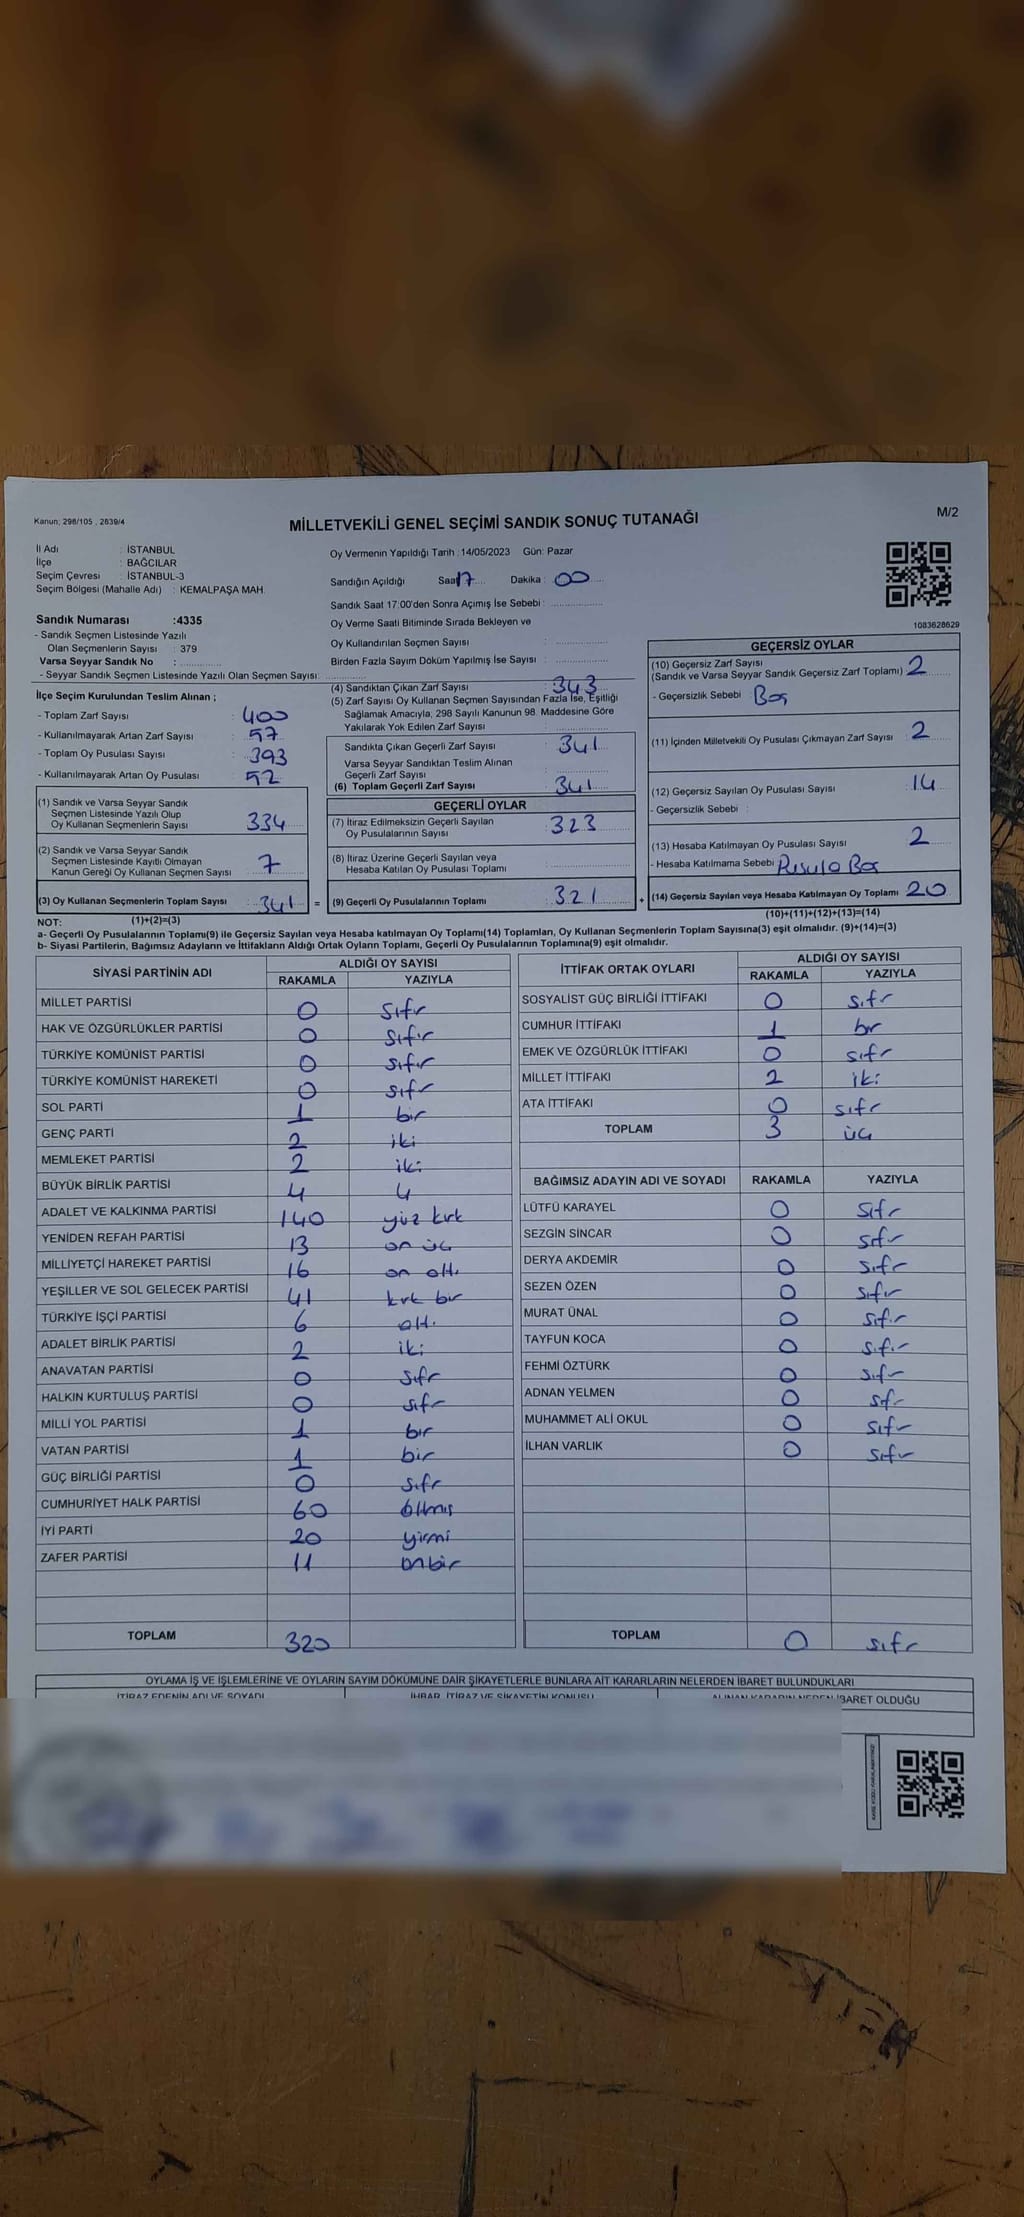 Kanun; 298/105 , 2839/4
MİLLETVEKİLİ GENEL SEÇİMİ SANDIK SONUÇ TUTANAĞI
M/2
İl Adı : İSTANBUL
İlçe : BAĞCILAR
Seçim Çevresi : İSTANBUL-3
Seçim Bölgesi (Mahalle Adı) : KEMALPAŞA MAH.
Oy Vermenin Yapıldığı Tarih : 14/05/2023 Gün: Pazar
Sandığın Açıldığı Saat 17 Dakika : 00
Sandık Saat 17:00'den Sonra Açımış İse Sebebi :
Oy Verme Saati Bitiminde Sırada Bekleyen ve
Oy Kullandırılan Seçmen Sayısı :
Birden Fazla Sayım Döküm Yapılmış İse Sayısı :
1083628629
Sandık Numarası :4335
- Sandık Seçmen Listesinde Yazılı
Olan Seçmenlerin Sayısı : 379
Varsa Seyyar Sandık No :
- Seyyar Sandık Seçmen Listesinde Yazılı Olan Seçmen Sayısı:
İlçe Seçim Kurulundan Teslim Alınan ;
- Toplam Zarf Sayısı : 400
- Kullanılmayarak Artan Zarf Sayısı : 57
- Toplam Oy Pusulası Sayısı : 393
- Kullanılmayarak Artan Oy Pusulası : 52
(1) Sandık ve Varsa Seyyar Sandık
Seçmen Listesinde Yazılı Olup
Oy Kullanan Seçmenlerin Sayısı : 334
(2) Sandık ve Varsa Seyyar Sandık
Seçmen Listesinde Kayıtlı Olmayan
Kanun Gereği Oy Kullanan Seçmen Sayısı : 7
(3) Oy Kullanan Seçmenlerin Toplam Sayısı : 341 =
(4) Sandıktan Çıkan Zarf Sayısı : 343
(5) Zarf Sayısı Oy Kullanan Seçmen Sayısından Fazla İse, Eşitliği
Sağlamak Amacıyla; 298 Sayılı Kanunun 98. Maddesine Göre
Yakılarak Yok Edilen Zarf Sayısı :
Sandıkta Çıkan Geçerli Zarf Sayısı : 341
Varsa Seyyar Sandıktan Teslim Alınan
Geçerli Zarf Sayısı :
(6) Toplam Geçerli Zarf Sayısı : 341
GEÇERLİ OYLAR
(7) İtiraz Edilmeksizin Geçerli Sayılan
Oy Pusulalarının Sayısı : 323
(8) İtiraz Üzerine Geçerli Sayılan veya
Hesaba Katılan Oy Pusulası Toplamı :
(9) Geçerli Oy Pusulalarının Toplamı : 321 +
GEÇERSİZ OYLAR
(10) Geçersiz Zarf Sayısı
(Sandık ve Varsa Seyyar Sandık Geçersiz Zarf Toplamı) : 2
- Geçersizlik Sebebi : Boş
(11) İçinden Milletvekili Oy Pusulası Çıkmayan Zarf Sayısı : 2
(12) Geçersiz Sayılan Oy Pusulası Sayısı : 14
- Geçersizlik Sebebi :
(13) Hesaba Katılmayan Oy Pusulası Sayısı : 2
- Hesaba Katılmama Sebebi : Pusula Boş
(14) Geçersiz Sayılan veya Hesaba Katılmayan Oy Toplamı : 20
NOT: (1)+(2)=(3)
(10)+(11)+(12)+(13)=(14)
a- Geçerli Oy Pusulalarının Toplamı(9) ile Geçersiz Sayılan veya Hesaba katılmayan Oy Toplamı(14) Toplamları, Oy Kullanan Seçmenlerin Toplam Sayısına(3) eşit olmalıdır. (9)+(14)=(3)
b- Siyasi Partilerin, Bağımsız Adayların ve İttifakların Aldığı Ortak Oyların Toplamı, Geçerli Oy Pusulalarının Toplamına(9) eşit olmalıdır.
SİYASİ PARTİNİN ADI ALDIĞI OY SAYISI
RAKAMLA YAZIYLA
MİLLET PARTİSİ 0 sıfır
HAK VE ÖZGÜRLÜKLER PARTİSİ 0 sıfır
TÜRKİYE KOMÜNİST PARTİSİ 0 sıfır
TÜRKİYE KOMÜNİST HAREKETİ 0 sıfr
SOL PARTİ 1 bir
GENÇ PARTİ 2 iki
MEMLEKET PARTİSİ 2 iki
BÜYÜK BİRLİK PARTİSİ 4 4
ADALET VE KALKINMA PARTİSİ 140 yüz kırk
YENİDEN REFAH PARTİSİ 13 on üç
MİLLİYETÇİ HAREKET PARTİSİ 16 on altı
YEŞİLLER VE SOL GELECEK PARTİSİ 41 kırk bir
TÜRKİYE İŞÇİ PARTİSİ 6 altı
ADALET BİRLİK PARTİSİ 2 iki
ANAVATAN PARTİSİ 0 sıfr
HALKIN KURTULUŞ PARTİSİ 0 sıfr
MİLLİ YOL PARTİSİ 1 bir
VATAN PARTİSİ 1 bir
GÜÇ BİRLİĞİ PARTİSİ 0 sıfr
CUMHURİYET HALK PARTİSİ 60 altmış
İYİ PARTİ 20 yirmi
ZAFER PARTİSİ 11 onbir
TOPLAM 320
İTTİFAK ORTAK OYLARI ALDIĞI OY SAYISI
RAKAMLA YAZIYLA
SOSYALİST GÜÇ BİRLİĞİ İTTİFAKI 0 sıfr
CUMHUR İTTİFAKI 1 bir
EMEK VE ÖZGÜRLÜK İTTİFAKI 0 sıfr
MİLLET İTTİFAKI 2 iki
ATA İTTİFAKI 0 sıfr
TOPLAM 3 üç
BAĞIMSIZ ADAYIN ADI VE SOYADI RAKAMLA YAZIYLA
LÜTFÜ KARAYEL 0 sıfr
SEZGİN SİNCAR 0 sıfr
DERYA AKDEMİR 0 sıfr
SEZEN ÖZEN 0 sıfır
MURAT ÜNAL 0 sıfır
TAYFUN KOCA 0 sıfır
FEHMİ ÖZTÜRK 0 sıfr
ADNAN YELMEN 0 sıfr
MUHAMMET ALİ OKUL 0 sıfr
İLHAN VARLIK 0 sıfr
TOPLAM 0 sıfr
OYLAMA İŞ VE İŞLEMLERİNE VE OYLARIN SAYIM DÖKÜMÜNE DAİR ŞİKAYETLERLE BUNLARA AİT KARARLARIN NELERDEN İBARET BULUNDUKLARI
İTİRAZ EDENİN ADI VE SOYADI İHBAR, İTİRAZ VE ŞİKAYETİN KONUSU ALINAN KARARIN NEDEN İBARET OLDUĞU